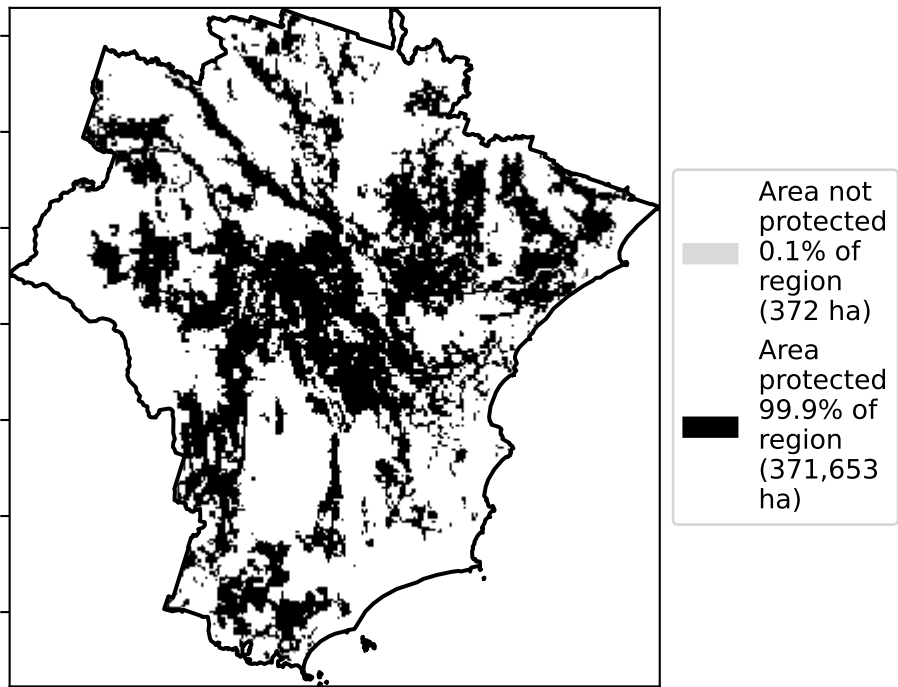 Area not
protected
0.1% of
region
(372 ha)
Area
protected
99.9% of
region
(371,653
ha)